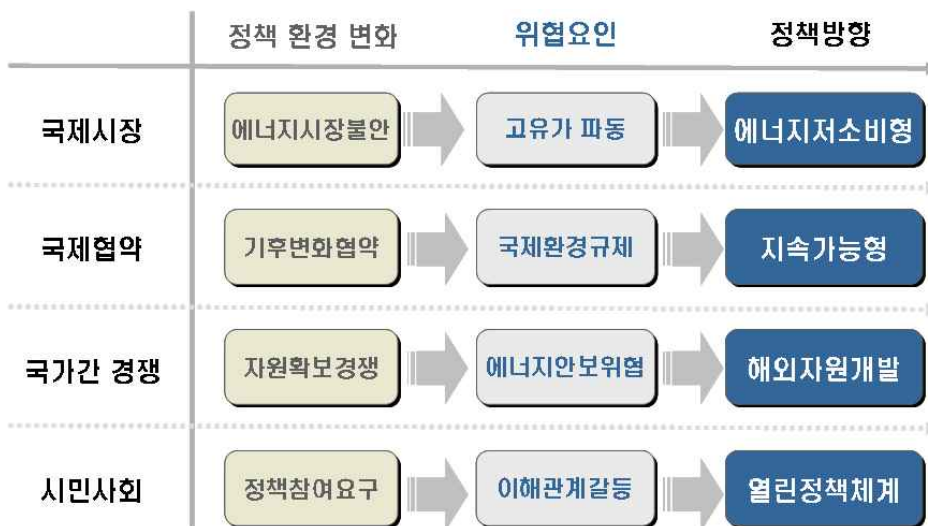 정책 환경 변화 위협요인 정책방향
국제시장 에너지시장불안 고유가 파동 에너지저소비형
국제협약 기후변화협약 국제환경규제 지속가능형
국가간 경쟁 자원확보경쟁 에너지안보위협 해외자원개발
시민사회 정책참여요구 이해관계갈등 열린정책체계